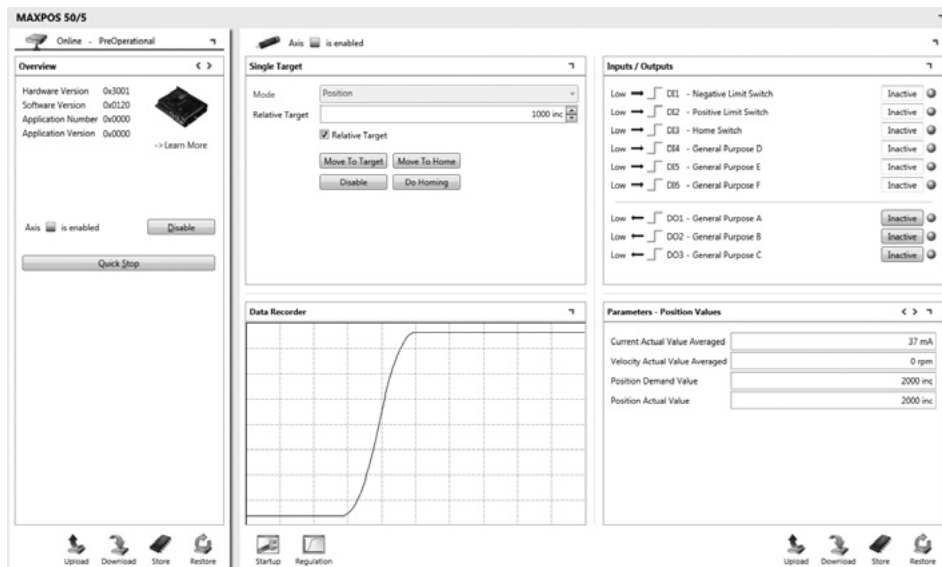 MAXPOS 50/5
Online - PreOperational
Overview
Hardware Version 0x3001
Software Version 0x0120
Application Number 0x0000
Application Version 0x0000
->Learn More
Axis is enabled Disable
Quick Stop
Upload Download Store Restore
Axis is enabled
Single Target
Mode Position
Relative Target 1000 inc
Relative Target
Move To Target Move To Home
Disable Do Homing
Inputs / Outputs
Low DI1 - Negative Limit Switch Inactive
Low DI2 - Positive Limit Switch Inactive
Low DI3 - Home Switch Inactive
Low DI4 - General Purpose D Inactive
Low DI5 - General Purpose E Inactive
Low DI6 - General Purpose F Inactive
Low DO1 - General Purpose A Inactive
Low DO2 - General Purpose B Inactive
Low DO3 - General Purpose C Inactive
Data Recorder
Parameters - Position Values
Current Actual Value Averaged 37 mA
Velocity Actual Value Averaged 0 rpm
Position Demand Value 2000 inc
Position Actual Value 2000 inc
Startup Regulation
Upload Download Store Restore